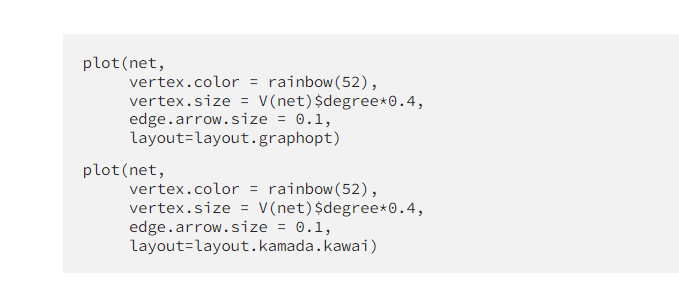 plot(net,
     vertex.color = rainbow(52),
     vertex.size = V(net)$degree*0.4,
     edge.arrow.size = 0.1,
     layout=layout.graphopt)
plot(net,
     vertex.color = rainbow(52),
     vertex.size = V(net)$degree*0.4,
     edge.arrow.size = 0.1,
     layout=layout.kamada.kawai)